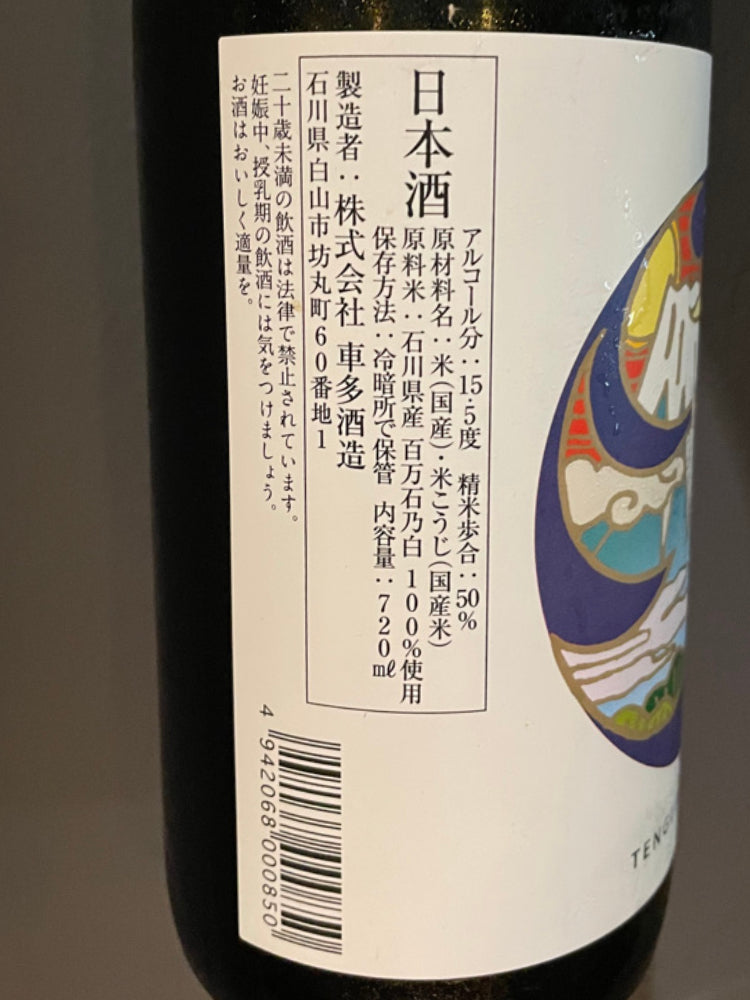 日本酒
アルコール分：15.5度　精米歩合：50%
原材料名：米（国産）・米こうじ（国産米）
原料米：石川県産 百万石乃白 100%使用
保存方法：冷暗所で保管　内容量：720㎖
製造者：株式会社 車多酒造
石川県白山市坊丸町60番地1
二十歳未満の飲酒は法律で禁止されています。
妊娠中、授乳期の飲酒には気をつけましょう。
お酒はおいしく適量を。
4 942068 000850